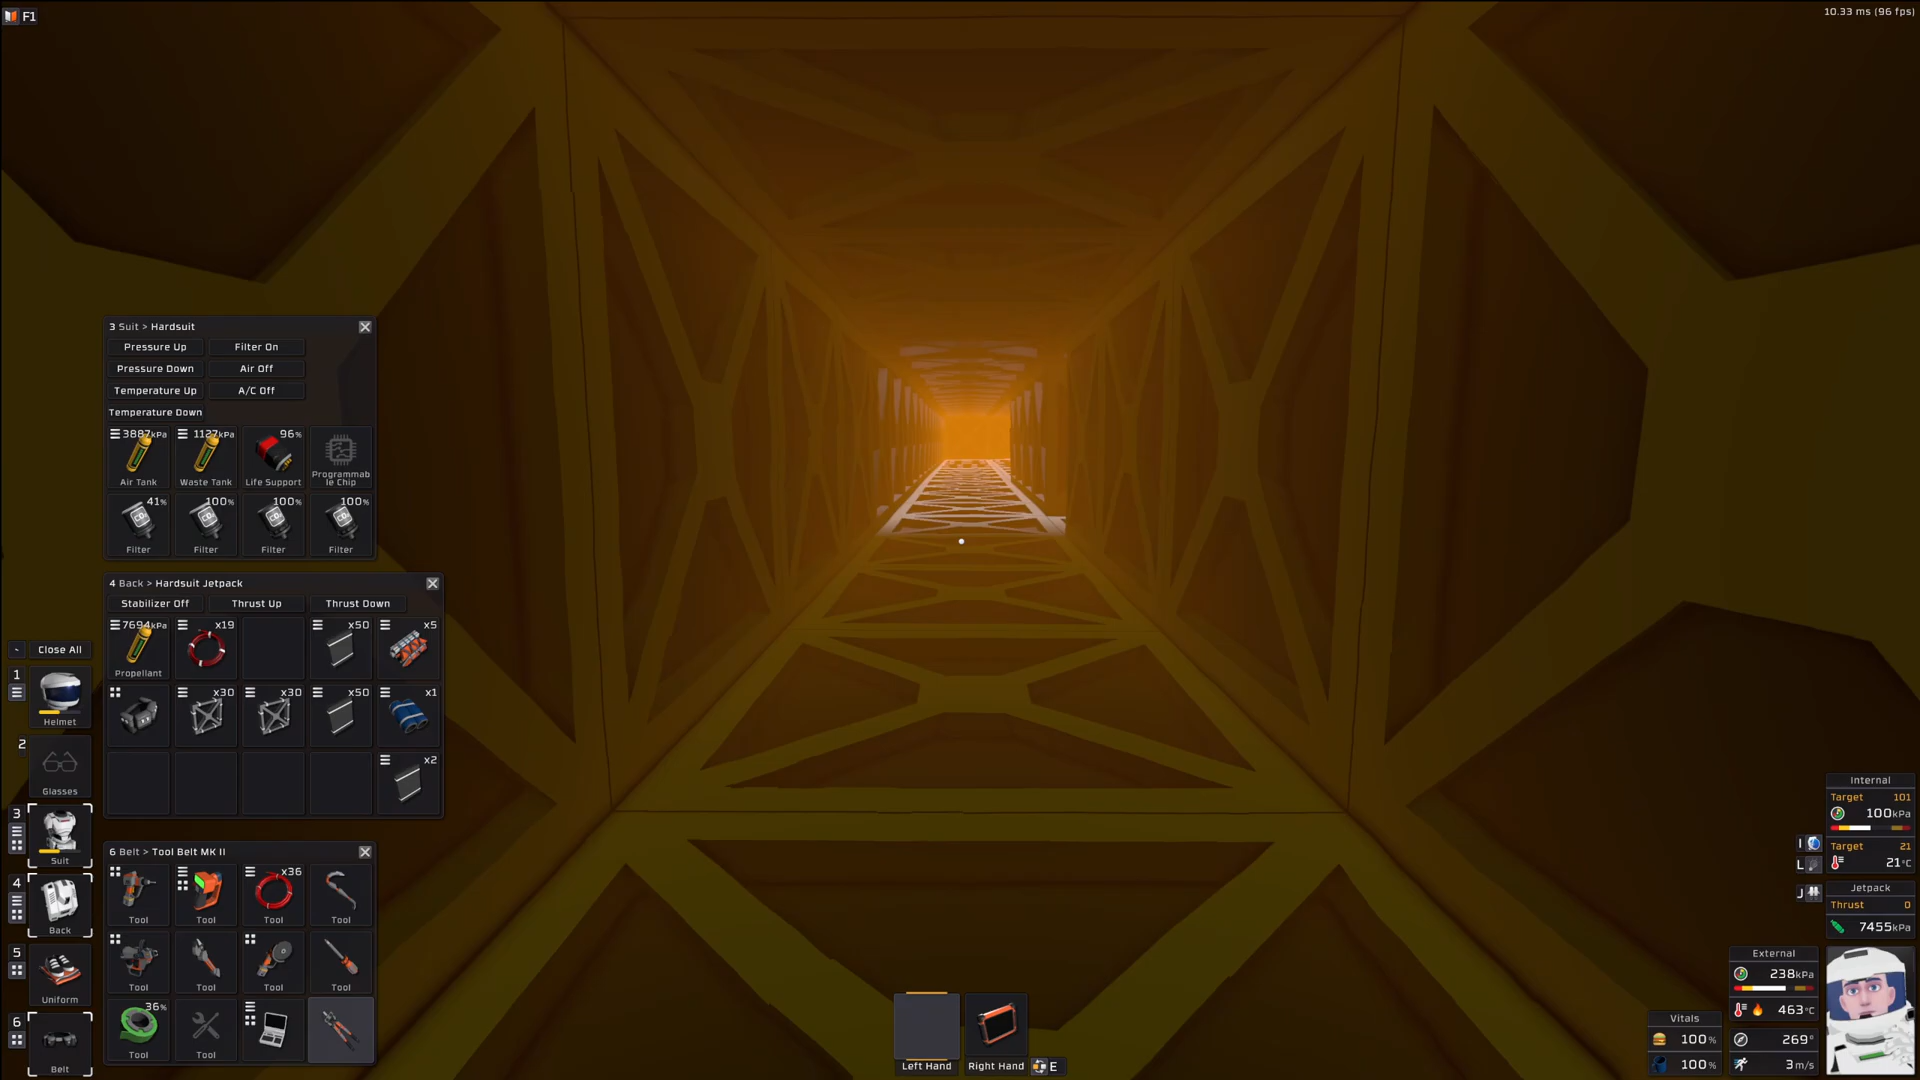 F1
10.33 ms (96 fps)
3 Suit > Hardsuit
Pressure Up Filter On
Pressure Down Air Off
Temperature Up A/C Off
Temperature Down
3887kPa 1127kPa 96%
Air Tank Waste Tank Life Support Programmab
le Chip
41% 100% 100% 100%
Filter Filter Filter Filter
4 Back > Hardsuit Jetpack
Stabilizer Off Thrust Up Thrust Down
7694kPa x19 x50 x5
Propellant
x30 x30 x50 x1
x2
~ Close All
1
Helmet
2
Glasses
3
Suit
4
Back
5
Uniform
6
Belt
6 Belt > Tool Belt MK II
x36
Tool Tool Tool Tool
Tool Tool Tool Tool
36%
Tool Tool
Left Hand Right Hand E
Internal
Target 101
100kPa
I
Target 21
L 21°C
Jetpack
J
Thrust 0
7455kPa
External
238kPa
463°C
269°
3m/s
Vitals
100%
100%